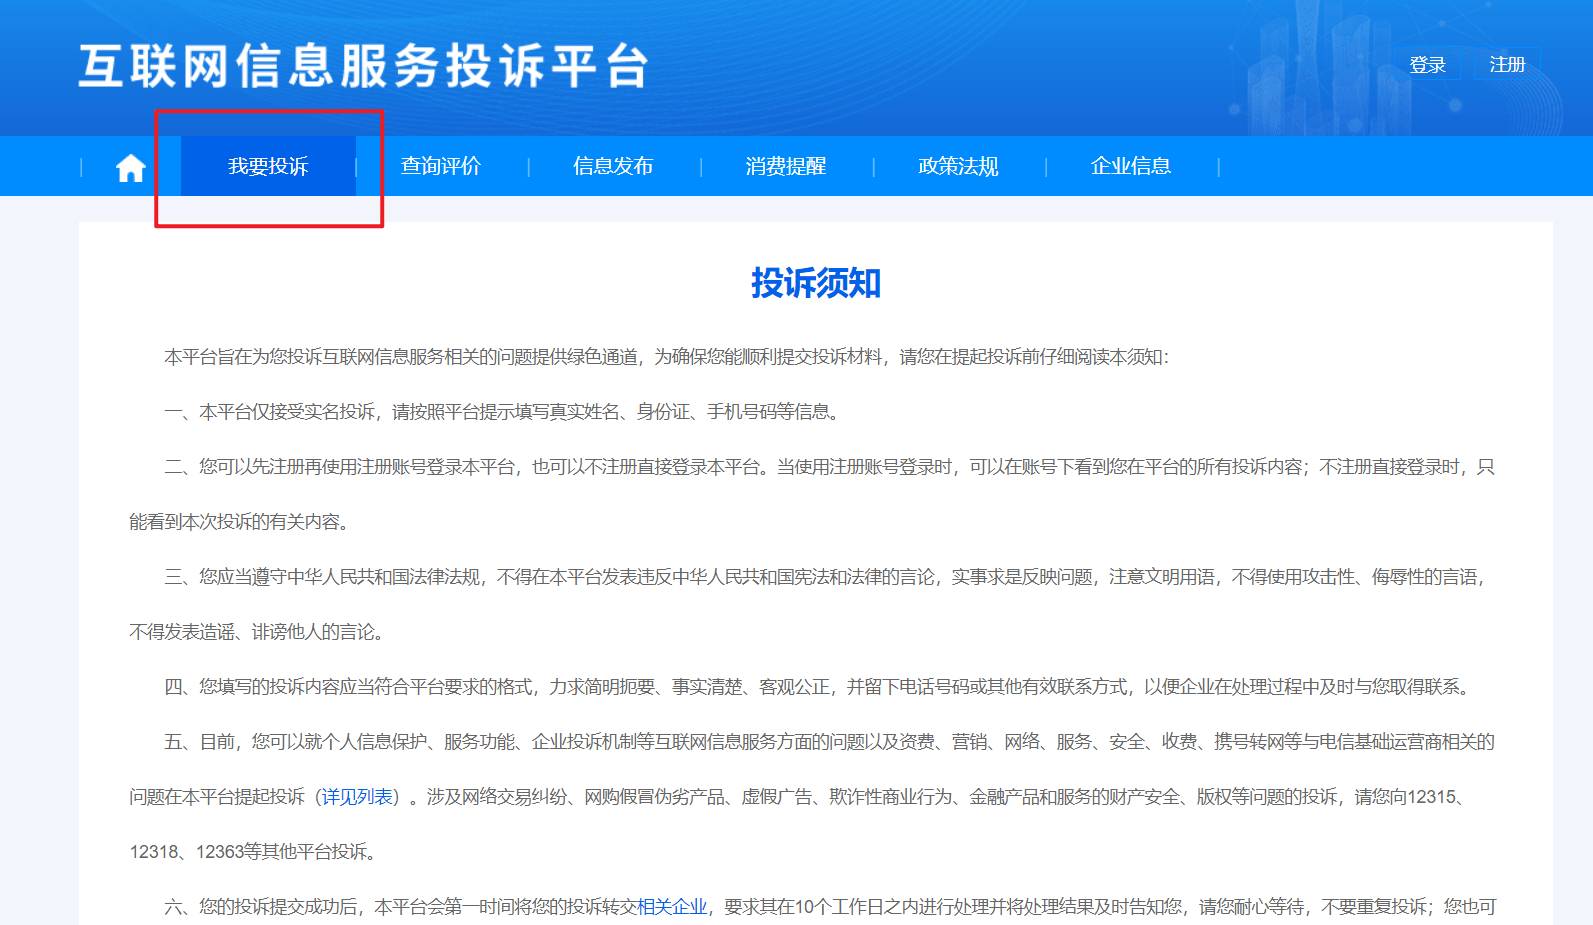 互联网信息服务投诉平台
登录 注册
我要投诉 查询评价 信息发布 消费提醒 政策法规 企业信息
投诉须知
本平台旨在为您投诉互联网信息服务相关的问题提供绿色通道，为确保您能顺利提交投诉材料，请您在提起投诉前仔细阅读本须知：
一、本平台仅接受实名投诉，请按照平台提示填写真实姓名、身份证、手机号码等信息。
二、您可以先注册再使用注册账号登录本平台，也可以不注册直接登录本平台。当使用注册账号登录时，可以在账号下看到您在平台的所有投诉内容；不注册直接登录时，只
能看到本次投诉的有关内容。
三、您应当遵守中华人民共和国法律法规，不得在本平台发表违反中华人民共和国宪法和法律的言论，实事求是反映问题，注意文明用语，不得使用攻击性、侮辱性的言语，
不得发表造谣、诽谤他人的言论。
四、您填写的投诉内容应当符合平台要求的格式，力求简明扼要、事实清楚、客观公正，并留下电话号码或其他有效联系方式，以便企业在处理过程中及时与您取得联系。
五、目前，您可以就个人信息保护、服务功能、企业投诉机制等互联网信息服务方面的问题以及资费、营销、网络、服务、安全、收费、携号转网等与电信基础运营商相关的
问题在本平台提起投诉（详见列表）。涉及网络交易纠纷、网购假冒伪劣产品、虚假广告、欺诈性商业行为、金融产品和服务的财产安全、版权等问题的投诉，请您向12315、
12318、12363等其他平台投诉。
六、您的投诉提交成功后，本平台会第一时间将您的投诉转交相关企业，要求其在10个工作日之内进行处理并将处理结果及时告知您，请您耐心等待，不要重复投诉；您也可